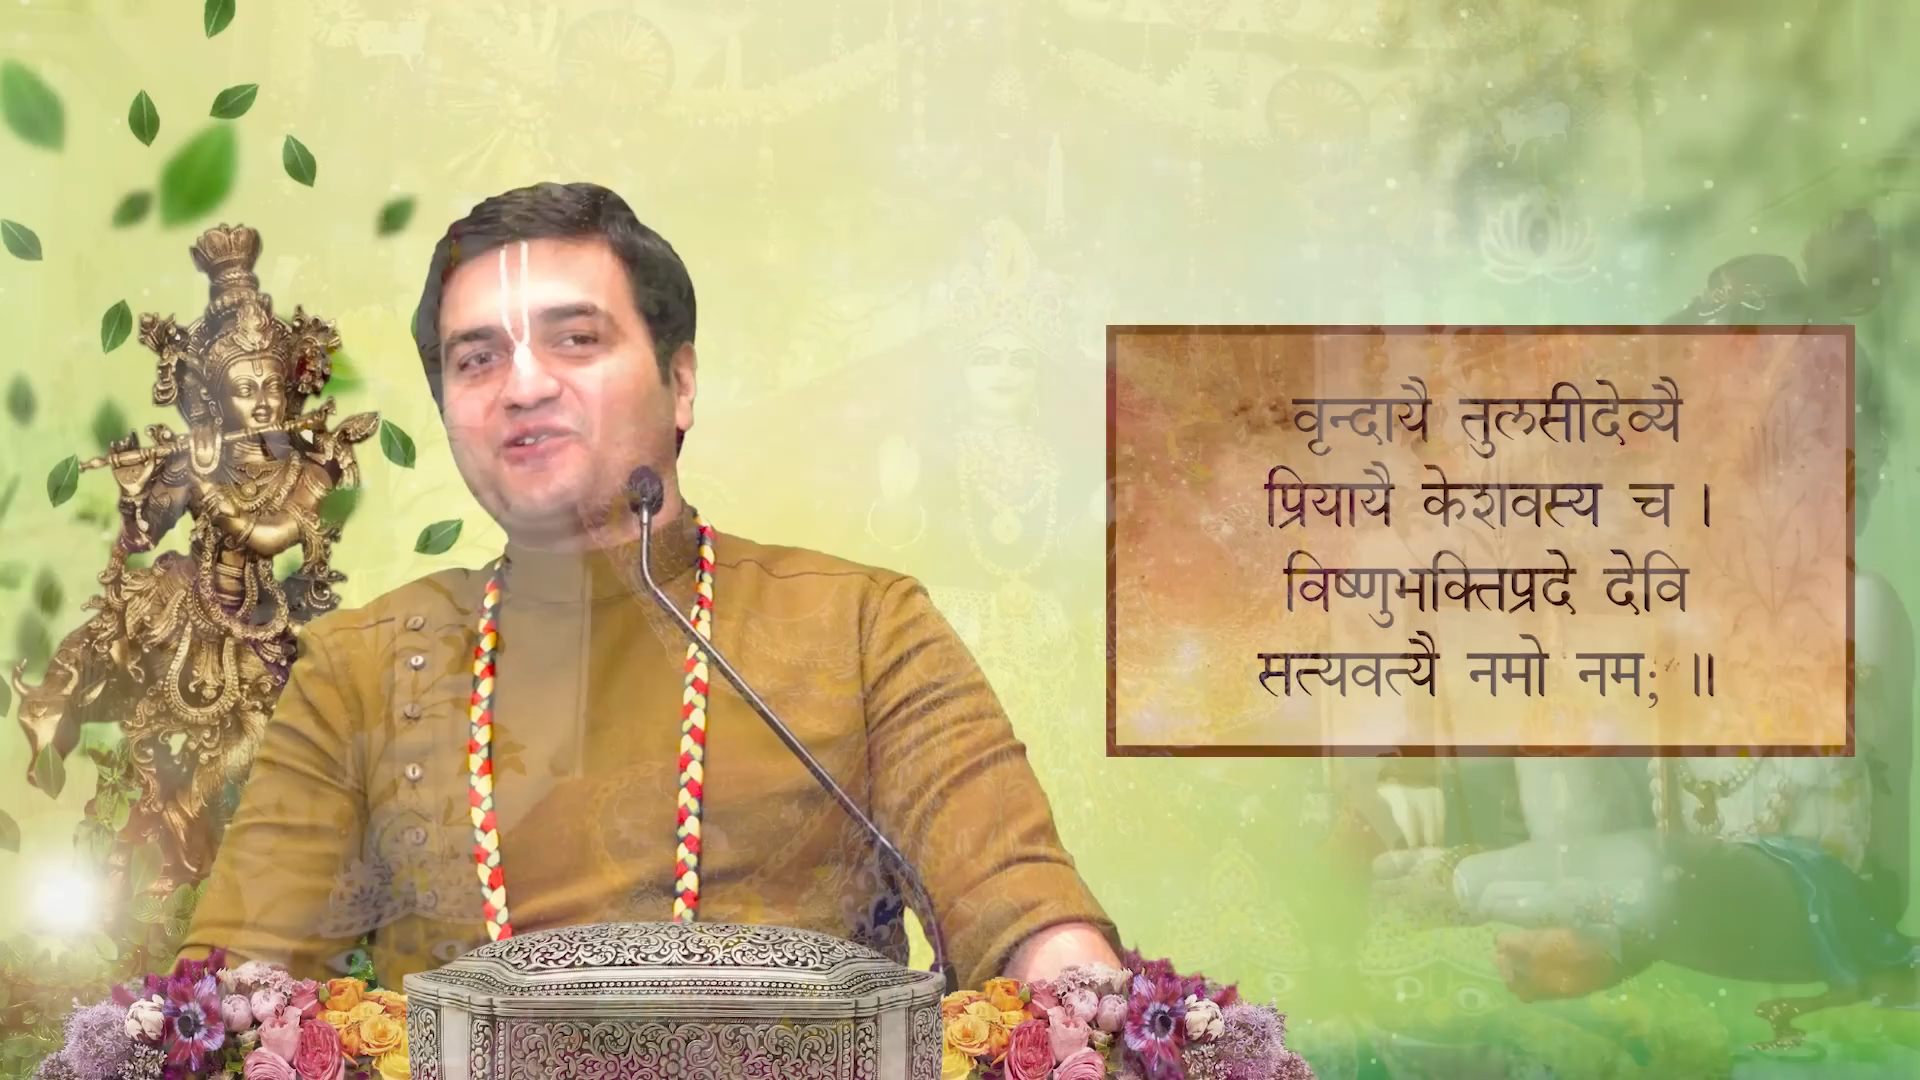 वृन्दायै तुलसीदेव्यै
प्रियायै केशवस्य च ।
विष्णुभक्तिप्रदे देवि
सत्यवत्यै नमो नम; ॥